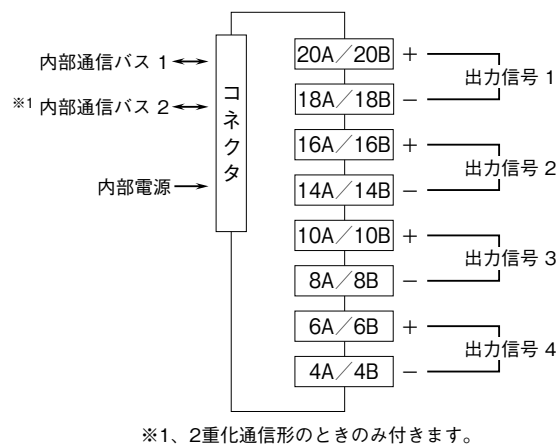 内部通信バス 1
※1 内部通信バス 2
内部電源
コネクタ
20A／20B +
18A／18B −
出力信号 1
16A／16B +
14A／14B −
出力信号 2
10A／10B +
8A／8B −
出力信号 3
6A／6B +
4A／4B −
出力信号 4
※1、2重化通信形のときのみ付きます。